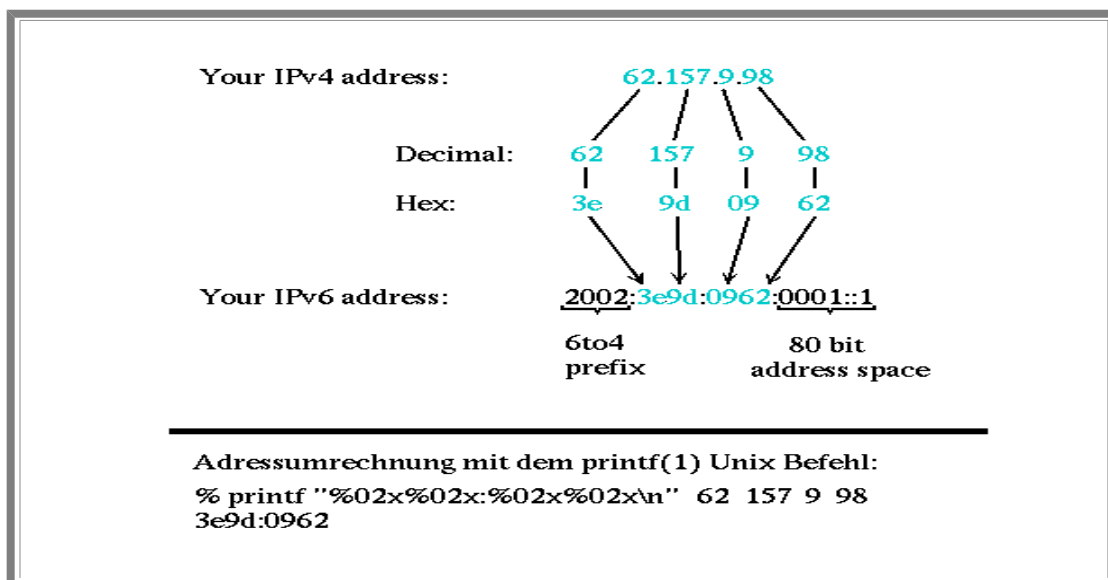 Your IPv4 address: 62.157.9.98
Decimal: 62 157 9 98
Hex: 3e 9d 09 62
Your IPv6 address: 2002:3e9d:0962:0001::1
6to4 80 bit
prefix address space
Adressumrechnung mit dem printf(1) Unix Befehl:
% printf "%02x%02x:%02x%02x\n" 62 157 9 98
3e9d:0962